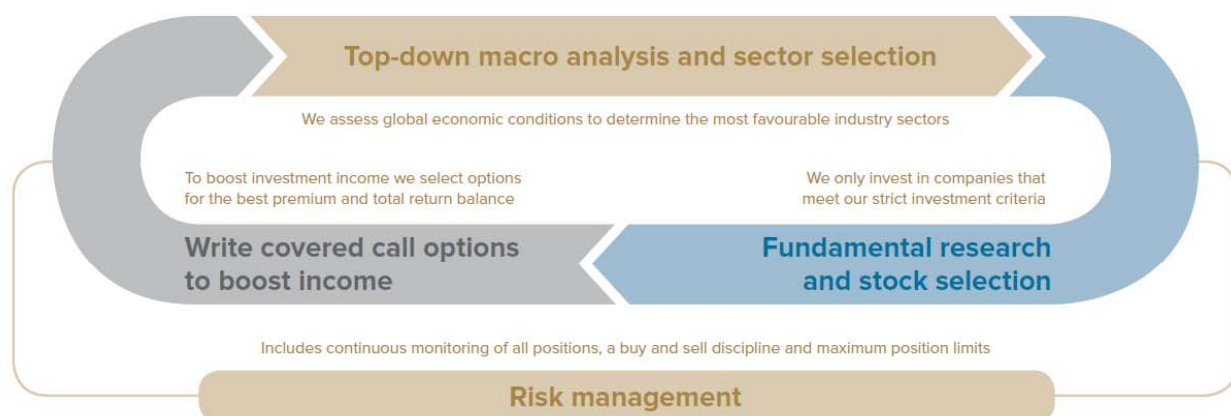 Top-down macro analysis and sector selection
We assess global economic conditions to determine the most favourable industry sectors
To boost investment income we select options
for the best premium and total return balance
We only invest in companies that
meet our strict investment criteria
Write covered call options
to boost income
Fundamental research
and stock selection
Includes continuous monitoring of all positions, a buy and sell discipline and maximum position limits
Risk management